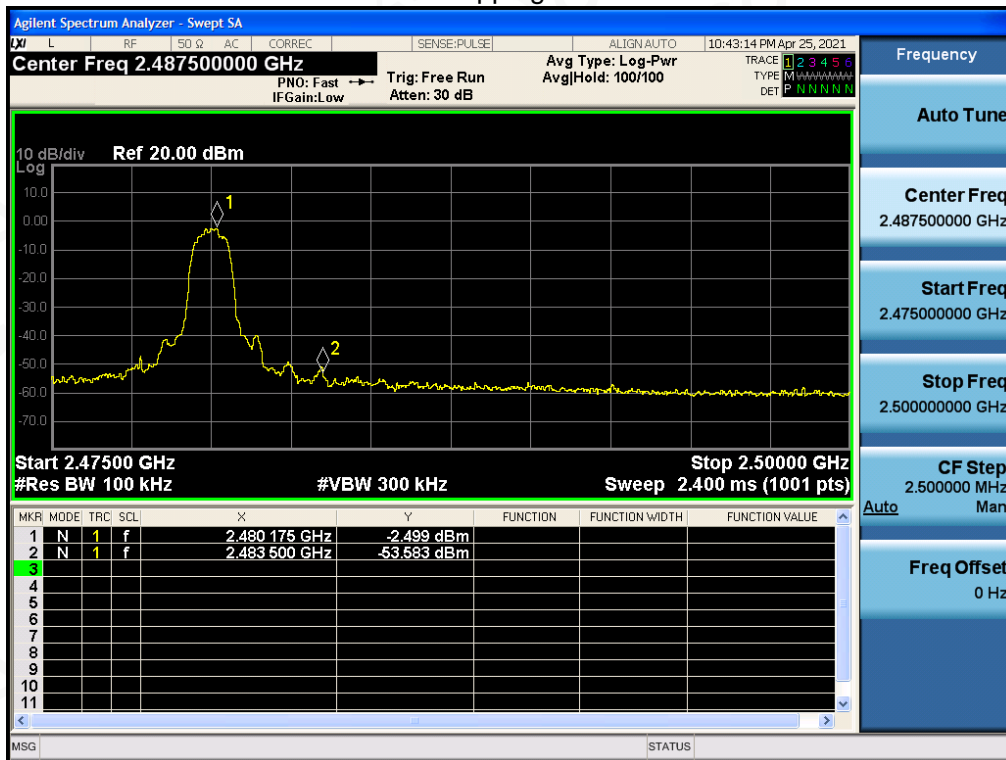 pping
Agilent Spectrum Analyzer - Swept SA
LXI L RF 50 Ω AC CORREC SENSE:PULSE ALIGN AUTO 10:43:14 PM Apr 25, 2021
Center Freq 2.487500000 GHz
PNO: Fast
IFGain:Low
Trig: Free Run
Atten: 30 dB
Avg Type: Log-Pwr
Avg|Hold: 100/100
TRACE 1 2 3 4 5 6
TYPE M
DET P N N N N N
10 dB/div Ref 20.00 dBm
Log
10.0
0.00
-10.0
-20.0
-30.0
-40.0
-50.0
-60.0
-70.0
1
2
Start 2.47500 GHz Stop 2.50000 GHz
#Res BW 100 kHz #VBW 300 kHz Sweep 2.400 ms (1001 pts)
MKR MODE TRC SCL X Y FUNCTION FUNCTION WIDTH FUNCTION VALUE
1 N 1 f 2.480 175 GHz -2.499 dBm
2 N 1 f 2.483 500 GHz -53.583 dBm
3
4
5
6
7
8
9
10
11
MSG STATUS
Frequency
Auto Tune
Center Freq
2.487500000 GHz
Start Freq
2.475000000 GHz
Stop Freq
2.500000000 GHz
CF Step
2.500000 MHz
Auto Man
Freq Offset
0 Hz